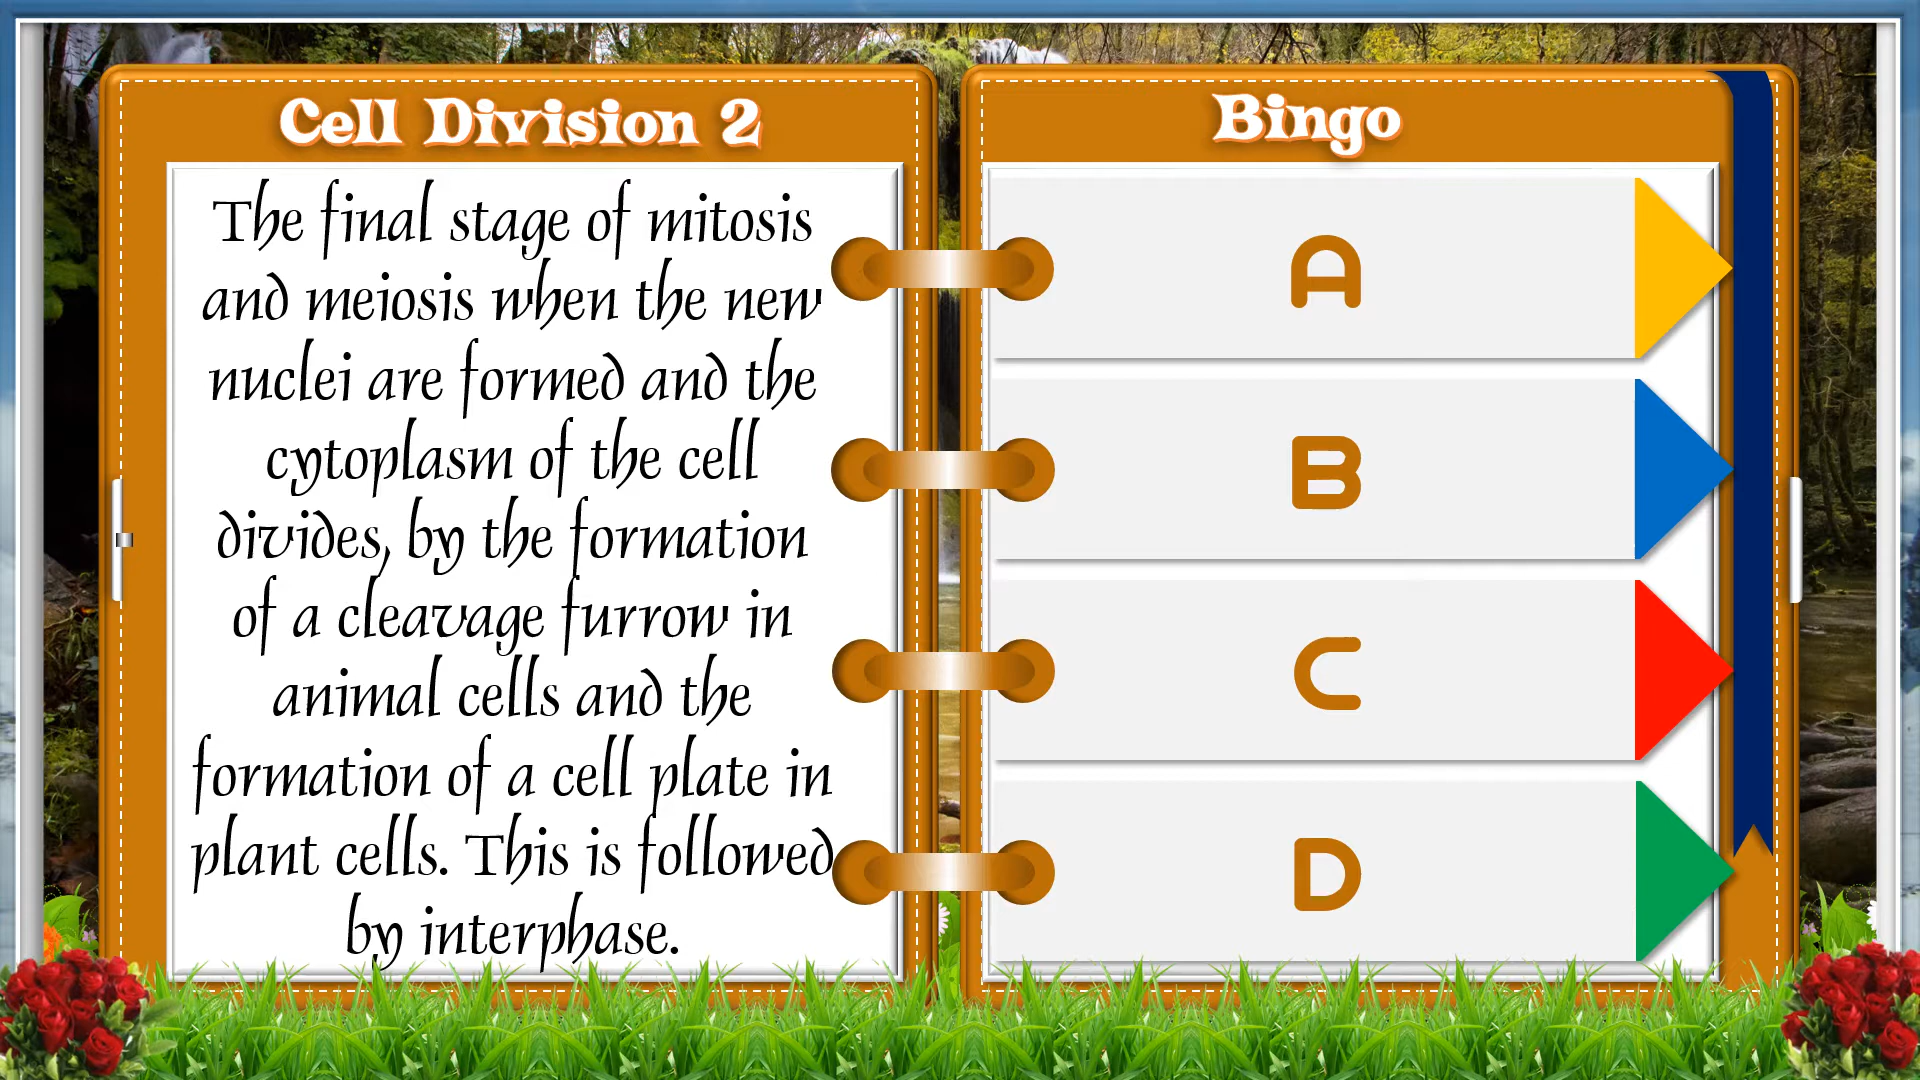 Cell Division 2
The final stage of mitosis
and meiosis when the new
nuclei are formed and the
cytoplasm of the cell
divides, by the formation
of a cleavage furrow in
animal cells and the
formation of a cell plate in
plant cells. This is followed
by interphase.
Bingo
A
B
C
D